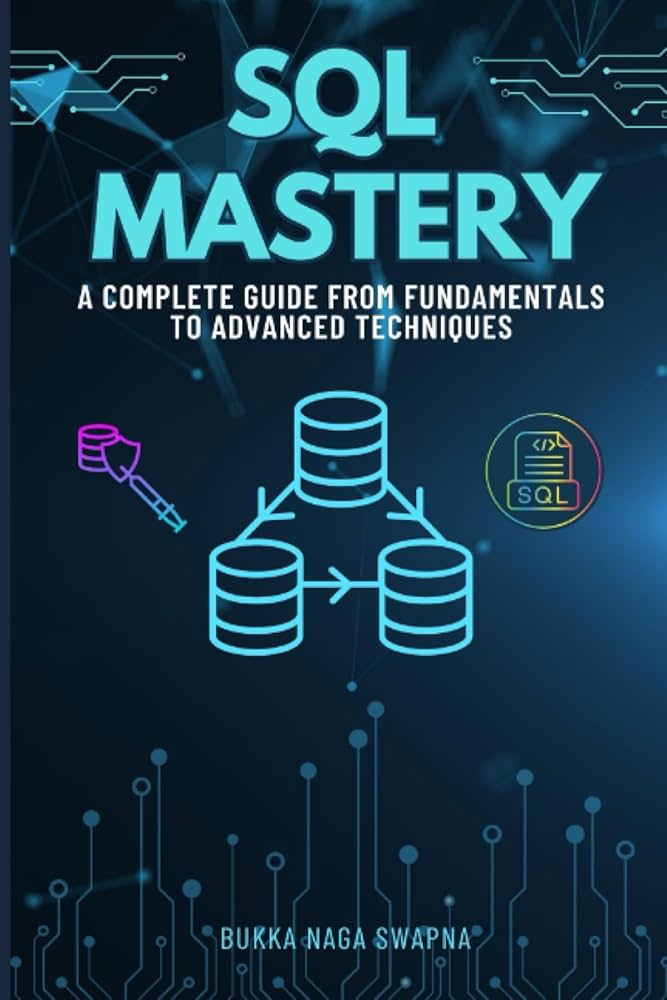 SQL
MASTERY
A COMPLETE GUIDE FROM FUNDAMENTALS
TO ADVANCED TECHNIQUES
</>
SQL
BUKKA NAGA SWAPNA